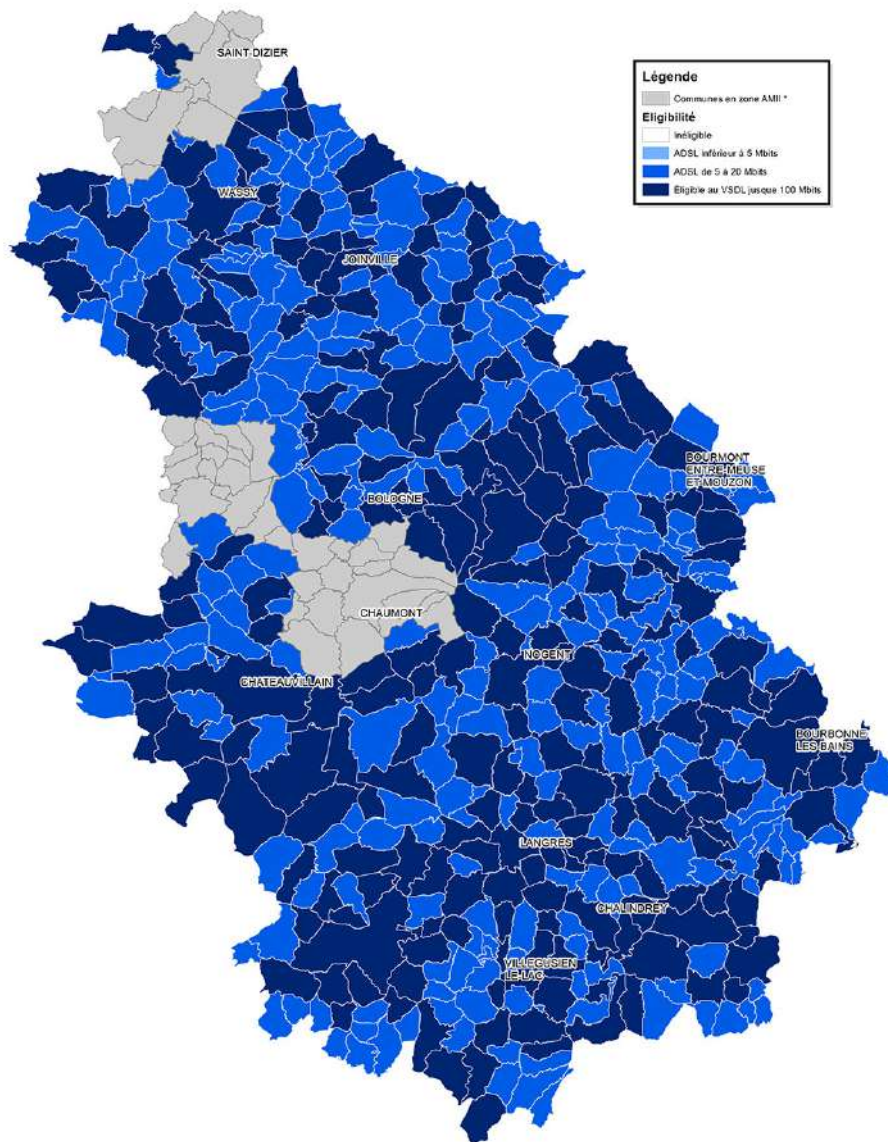 SAINT-DIZIER
Légende
Communes en zone AMII *
Eligibilité
Inéligible
ADSL inférieur à 5 Mbits
ADSL de 5 à 20 Mbits
Éligible au VSDL jusque 100 Mbits
WASSY
JOINVILLE
BOURMONT
ENTRE-MEUSE
ET MOUZON
BOLOGNE
CHAUMONT
NOGENT
CHATEAUVILLAIN
BOURBONNE
LES BAINS
LANGRES
CHALINDREY
VILLEGUSIEN
LE-LAC